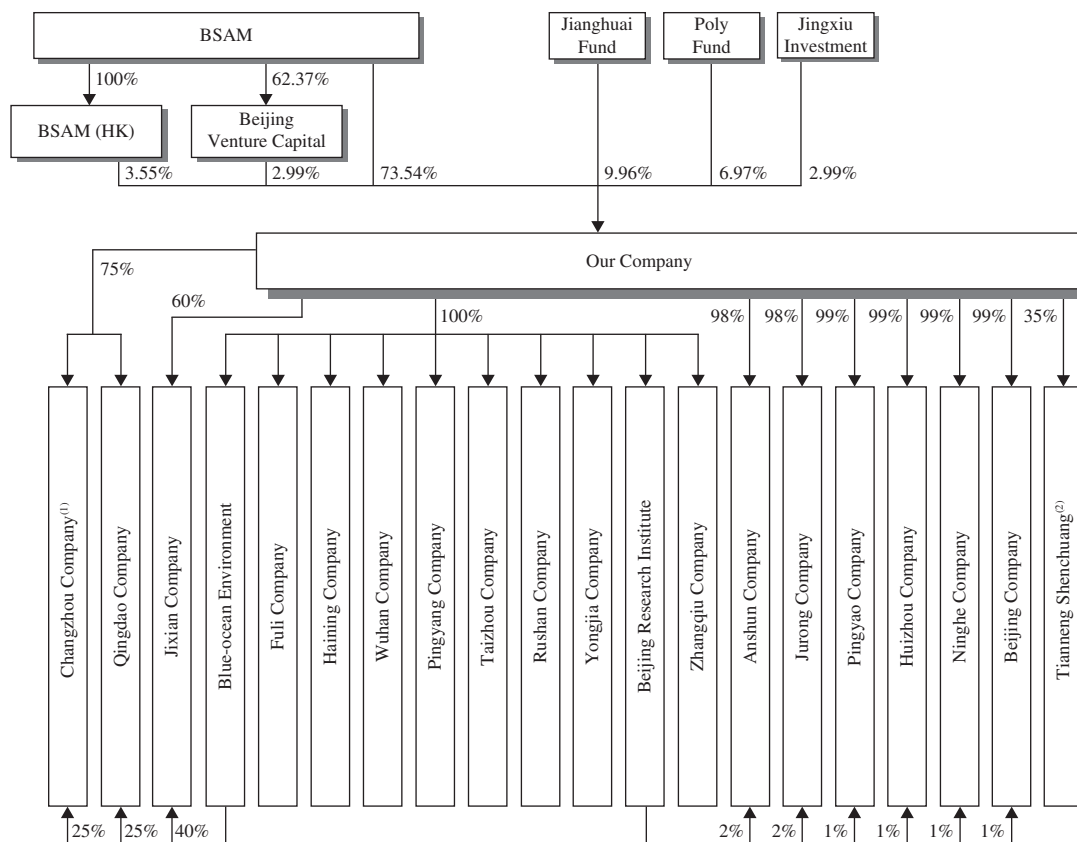 BSAM
Jianghuai
Fund
Poly
Fund
Jingxiu
Investment
100%
62.37%
BSAM (HK)
Beijing
Venture Capital
3.55%
2.99%
73.54%
9.96%
6.97%
2.99%
Our Company
75%
60%
100%
98%
98%
99%
99%
99%
99%
35%
Changzhou Company(1)
Qingdao Company
Jixian Company
Blue-ocean Environment
Fuli Company
Haining Company
Wuhan Company
Pingyang Company
Taizhou Company
Rushan Company
Yongjia Company
Beijing Research Institute
Zhangqiu Company
Anshun Company
Jurong Company
Pingyao Company
Huizhou Company
Ninghe Company
Beijing Company
Tianneng Shenchuang(2)
25%
25%
40%
2%
2%
1%
1%
1%
1%